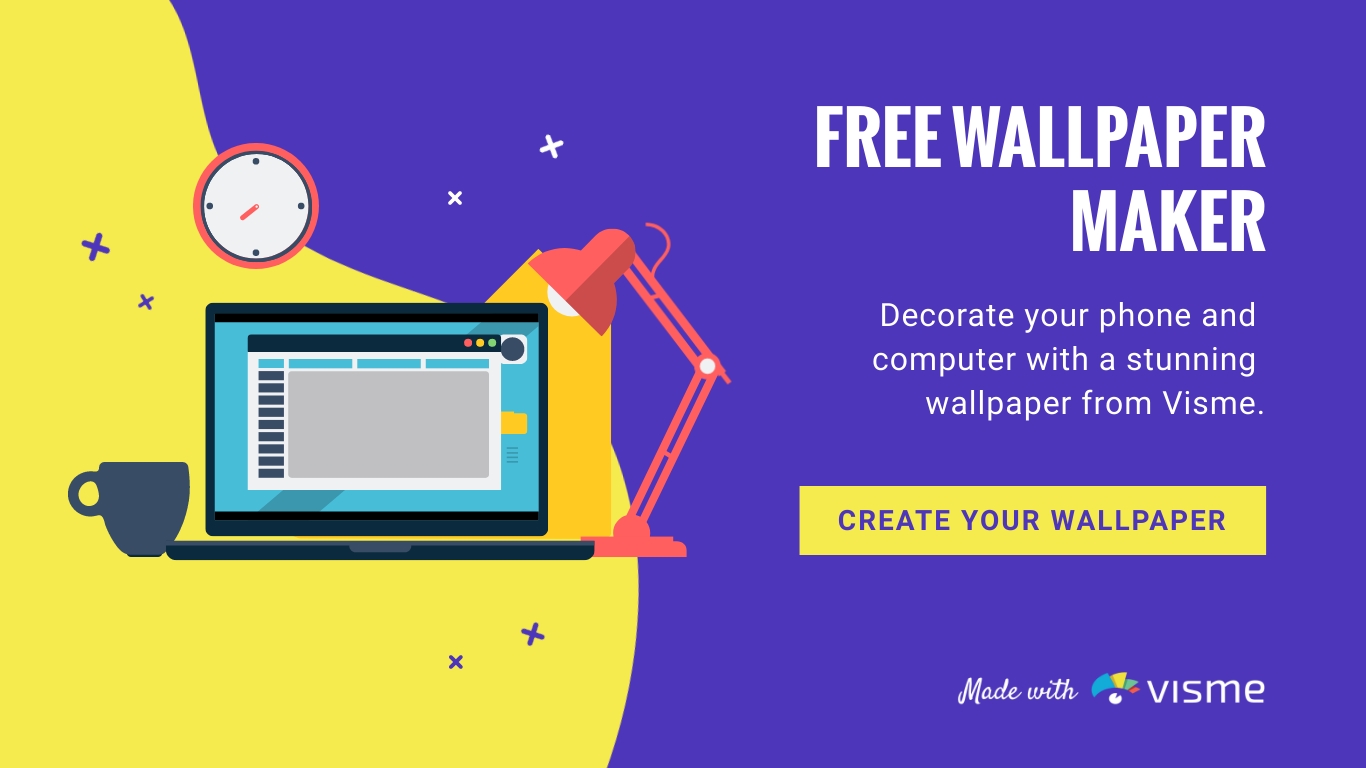 FREE WALLPAPER
MAKER
Decorate your phone and
computer with a stunning
wallpaper from Visme.
CREATE YOUR WALLPAPER
Made with visme